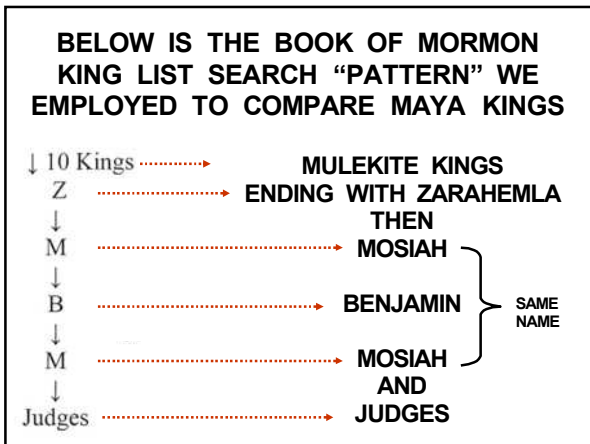 BELOW IS THE BOOK OF MORMON
KING LIST SEARCH “PATTERN” WE
EMPLOYED TO COMPARE MAYA KINGS
↓ 10 Kings
MULEKITE KINGS
Z
ENDING WITH ZARAHEMLA
↓
THEN
M
MOSIAH
↓
B
BENJAMIN
SAME
NAME
↓
M
MOSIAH
↓
AND
Judges
JUDGES